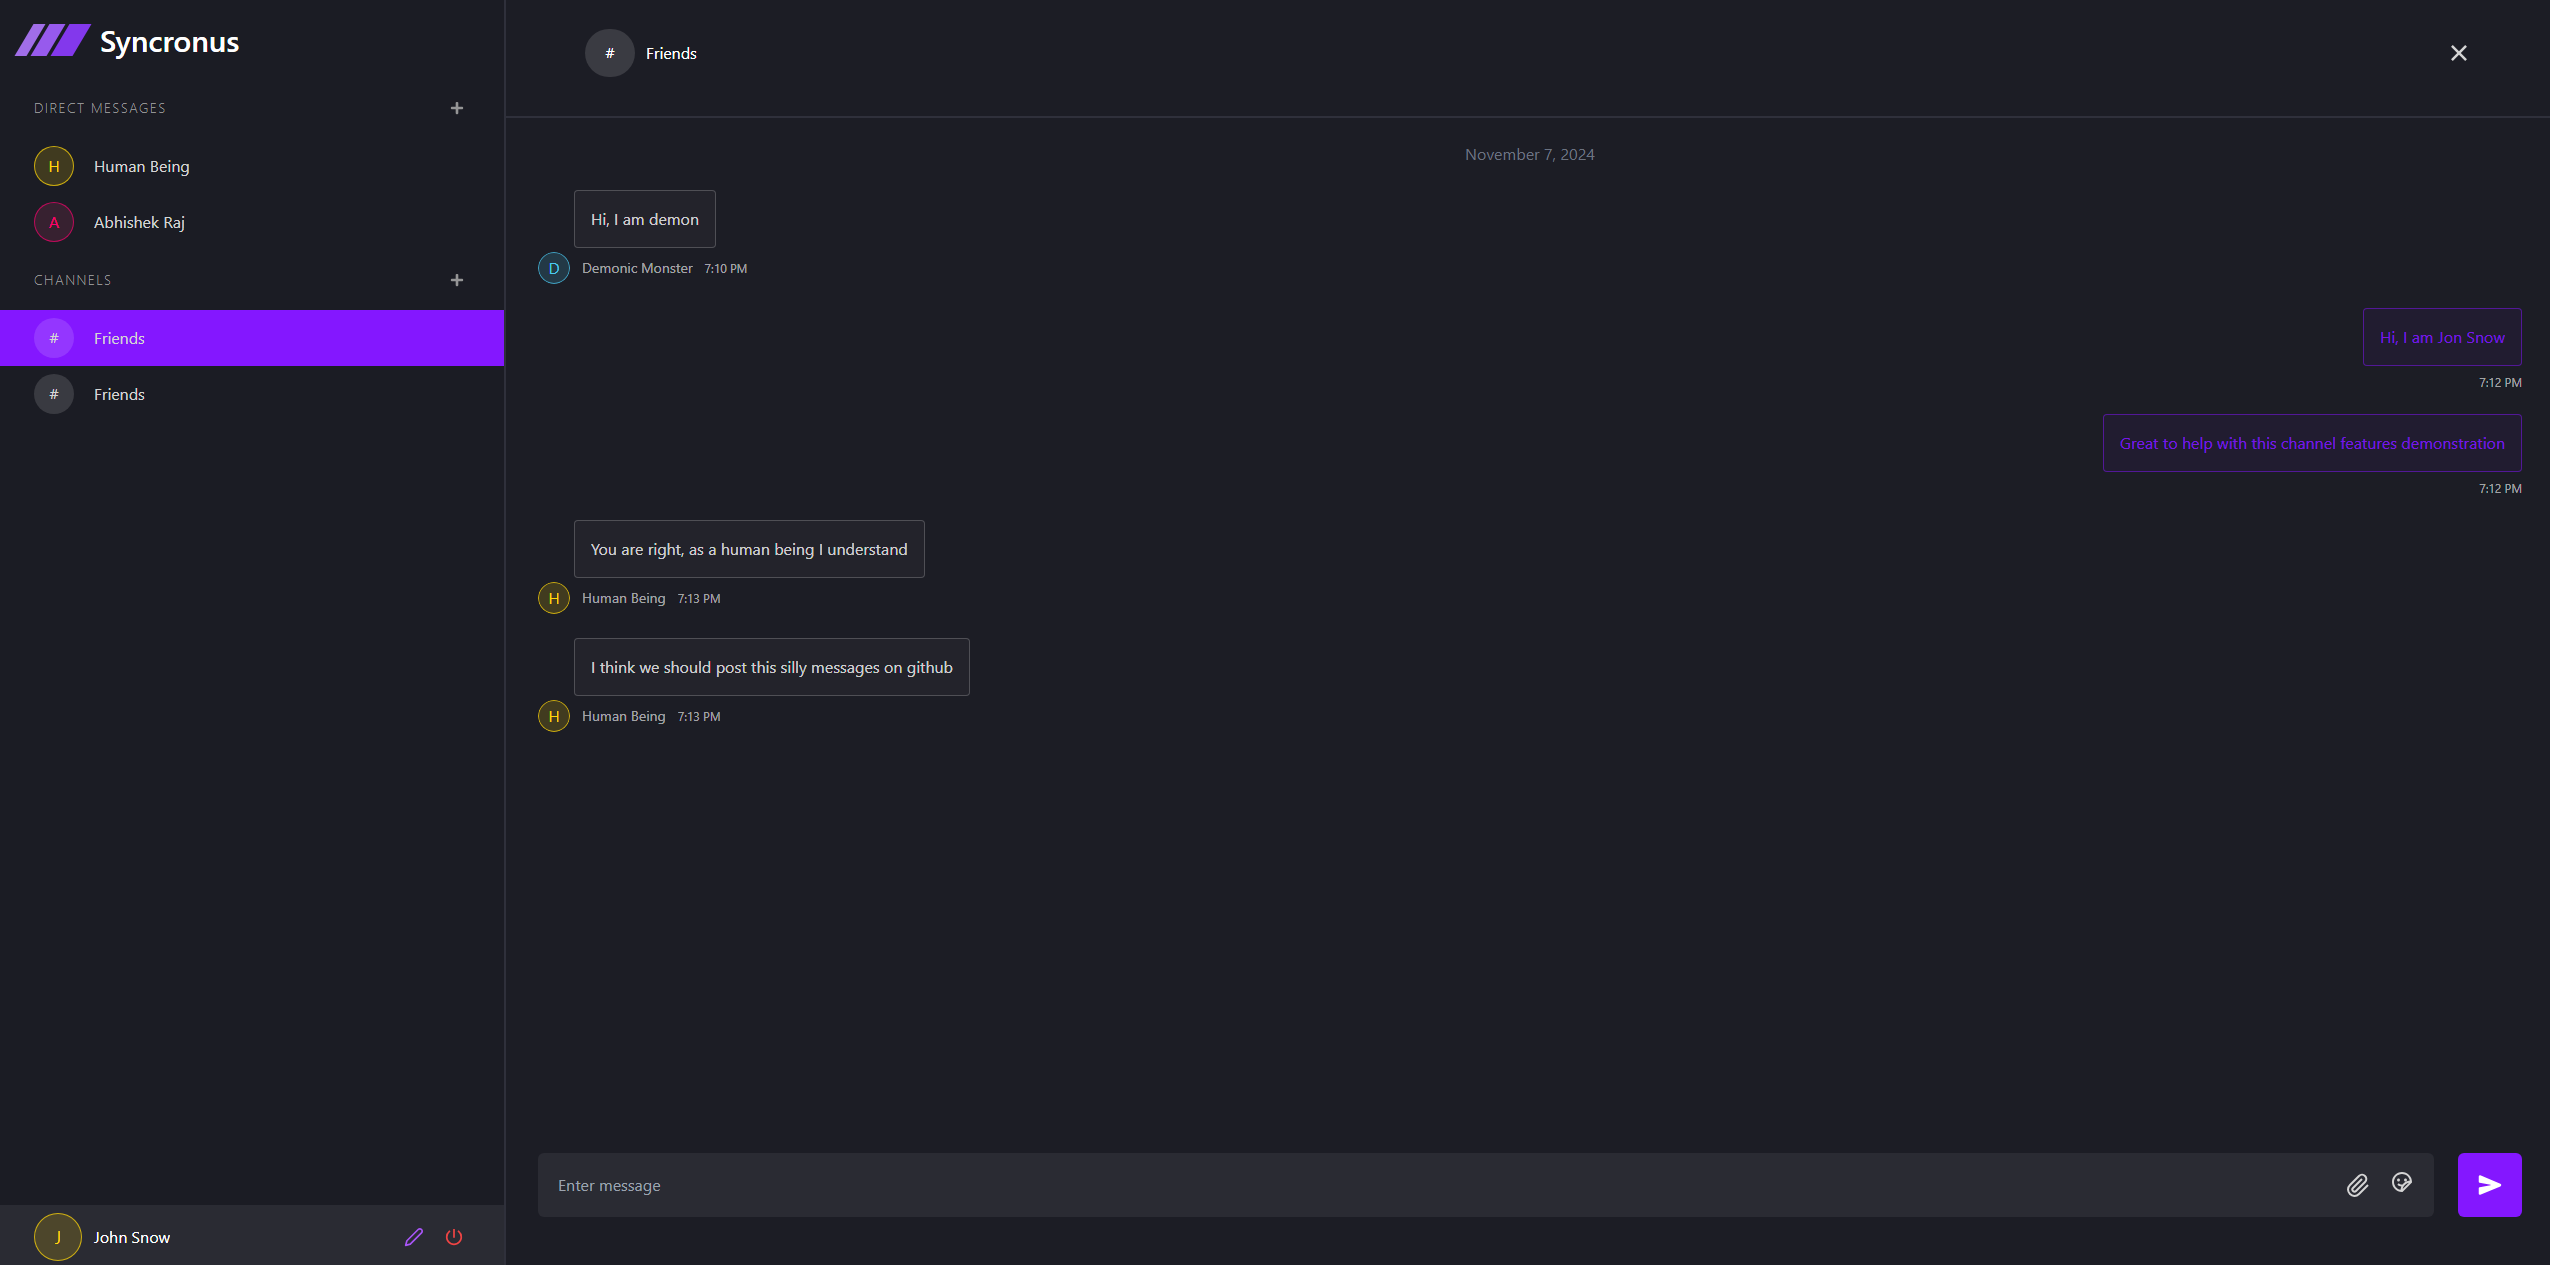 Syncronus
DIRECT MESSAGES
H Human Being
A Abhishek Raj
CHANNELS
# Friends
# Friends
J John Snow
# Friends
November 7, 2024
Hi, I am demon
D Demonic Monster 7:10 PM
Hi, I am Jon Snow
7:12 PM
Great to help with this channel features demonstration
7:12 PM
You are right, as a human being I understand
H Human Being 7:13 PM
I think we should post this silly messages on github
H Human Being 7:13 PM
Enter message